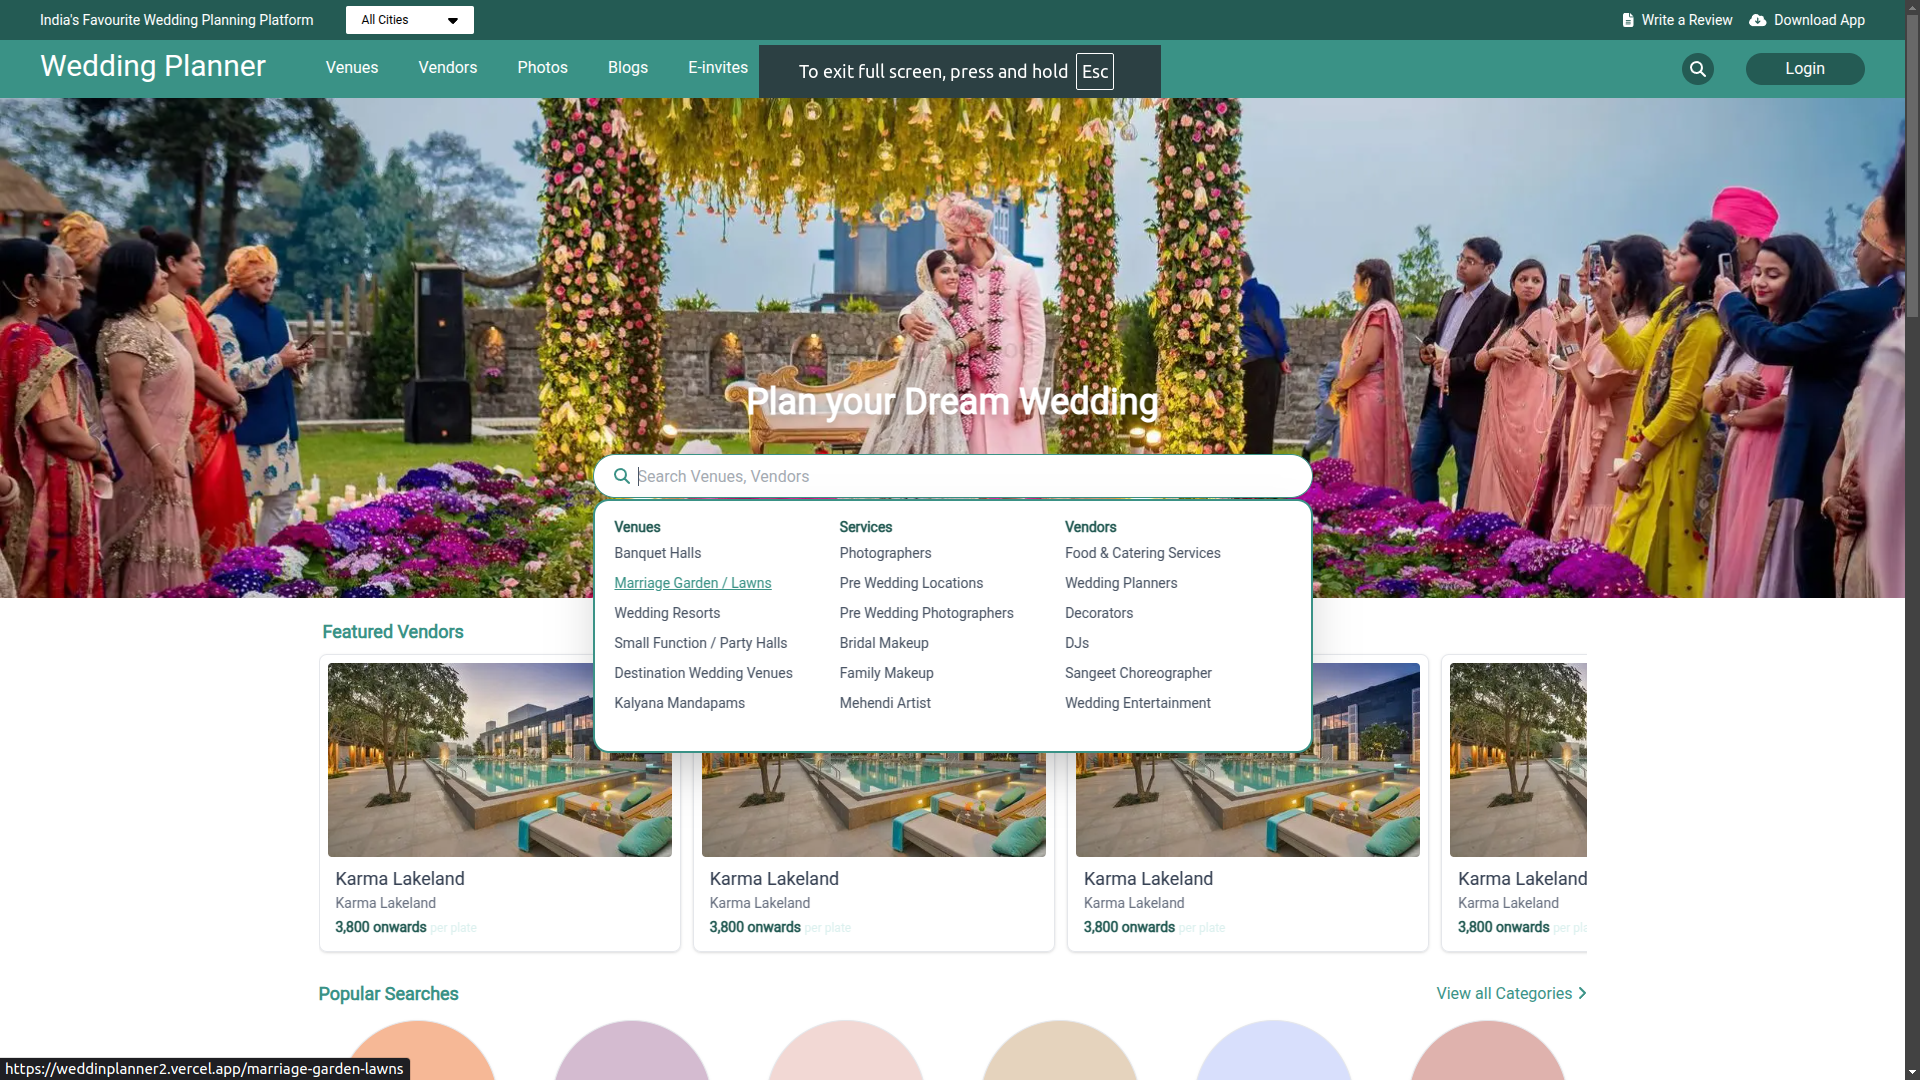 India's Favourite Wedding Planning Platform
All Cities
Write a Review
Download App
Wedding Planner
Venues
Vendors
Photos
Blogs
E-invites
To exit full screen, press and hold Esc
Login
Plan your Dream Wedding
Search Venues, Vendors
Venues
Banquet Halls
Marriage Garden / Lawns
Wedding Resorts
Small Function / Party Halls
Destination Wedding Venues
Kalyana Mandapams
Services
Photographers
Pre Wedding Locations
Pre Wedding Photographers
Bridal Makeup
Family Makeup
Mehendi Artist
Vendors
Food & Catering Services
Wedding Planners
Decorators
DJs
Sangeet Choreographer
Wedding Entertainment
Featured Vendors
Karma Lakeland
Karma Lakeland
3,800 onwards per plate
Karma Lakeland
Karma Lakeland
3,800 onwards per plate
Karma Lakeland
Karma Lakeland
3,800 onwards per plate
Karma Lakeland
Karma Lakeland
3,800 onwards per pla
Popular Searches
View all Categories
https://weddinplanner2.vercel.app/marriage-garden-lawns